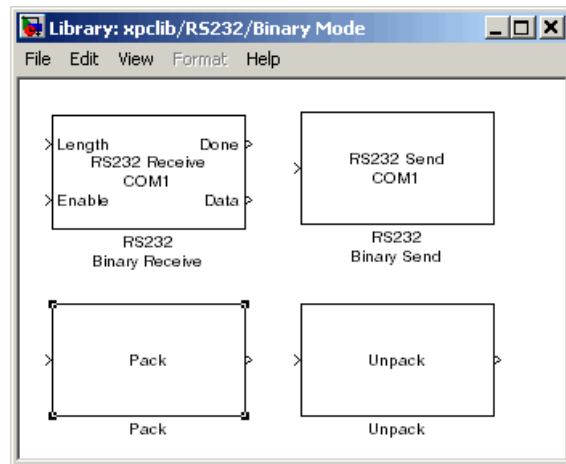 Library: xpclib/RS232/Binary Mode
File Edit View Format Help
Length Done
RS232 Receive
COM1
Enable Data
RS232
Binary Receive
RS232 Send
COM1
RS232
Binary Send
Pack
Pack
Unpack
Unpack